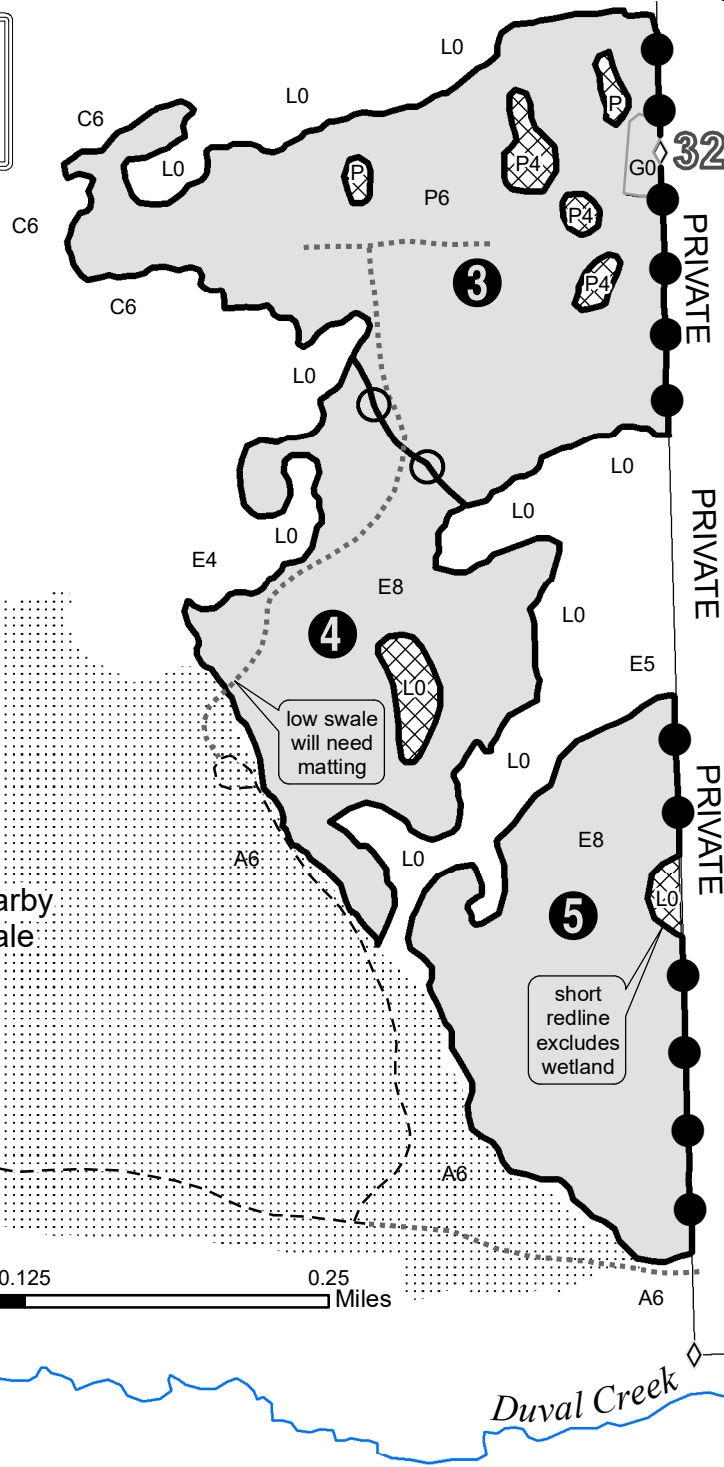 L0
L0
C6
P
P4
G0
32
L0
P
P6
P4
C6
PRIVATE
3
P4
C6
L0
L0
L0
L0
PRIVATE
E4
E8
L0
4
E5
L0
low swale
will need
matting
L0
PRIVATE
E8
A6
L0
L0
arby
ale
5
short
redline
excludes
wetland
A6
0.125
0.25
Miles
A6
Duval Creek